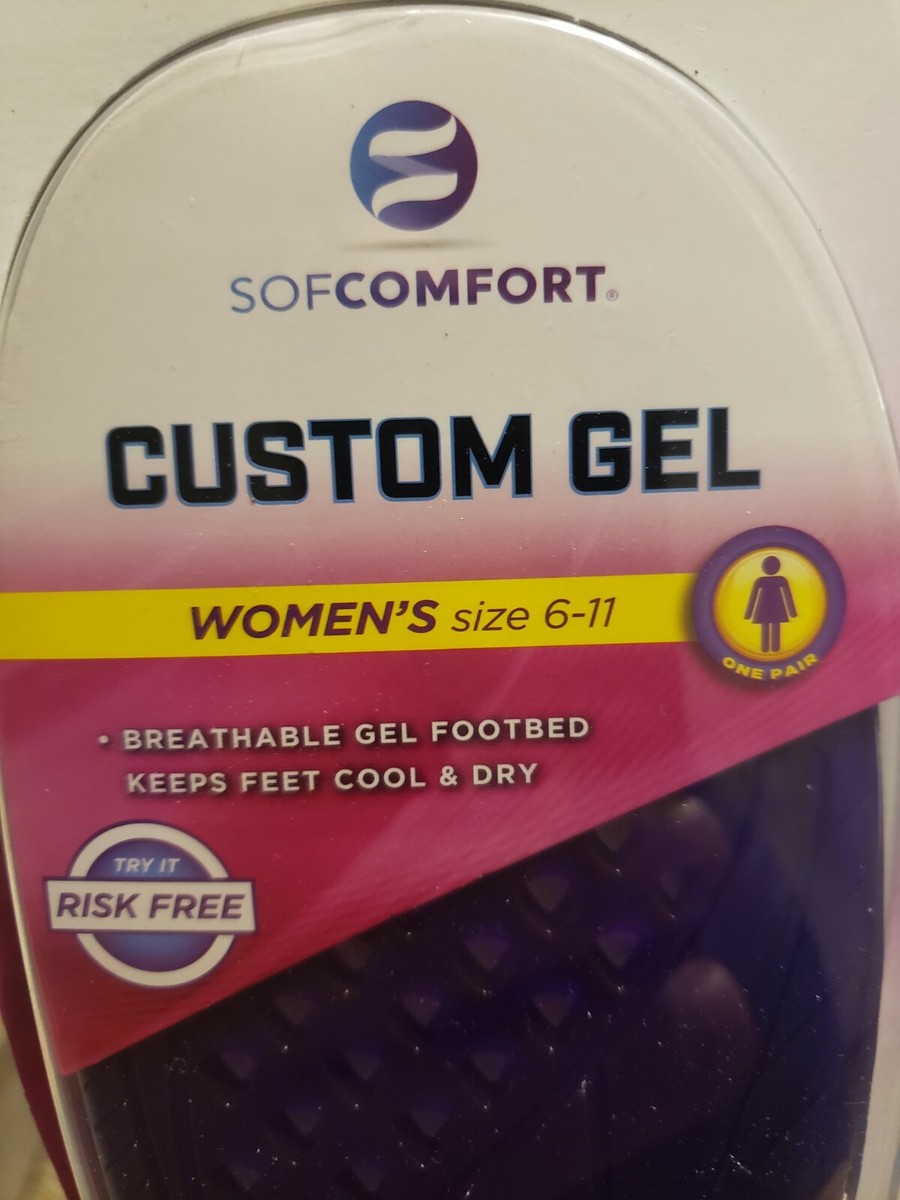 SOFCOMFORT®
CUSTOM GEL
WOMEN'S size 6-11
ONE PAIR
• BREATHABLE GEL FOOTBED
KEEPS FEET COOL & DRY
TRY IT
RISK FREE